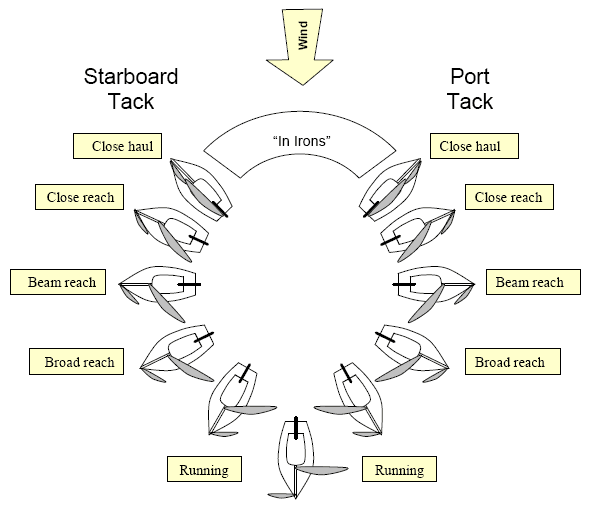 Wind
Starboard
Tack
Port
Tack
"In Irons"
Close haul
Close haul
Close reach
Close reach
Beam reach
Beam reach
Broad reach
Broad reach
Running
Running